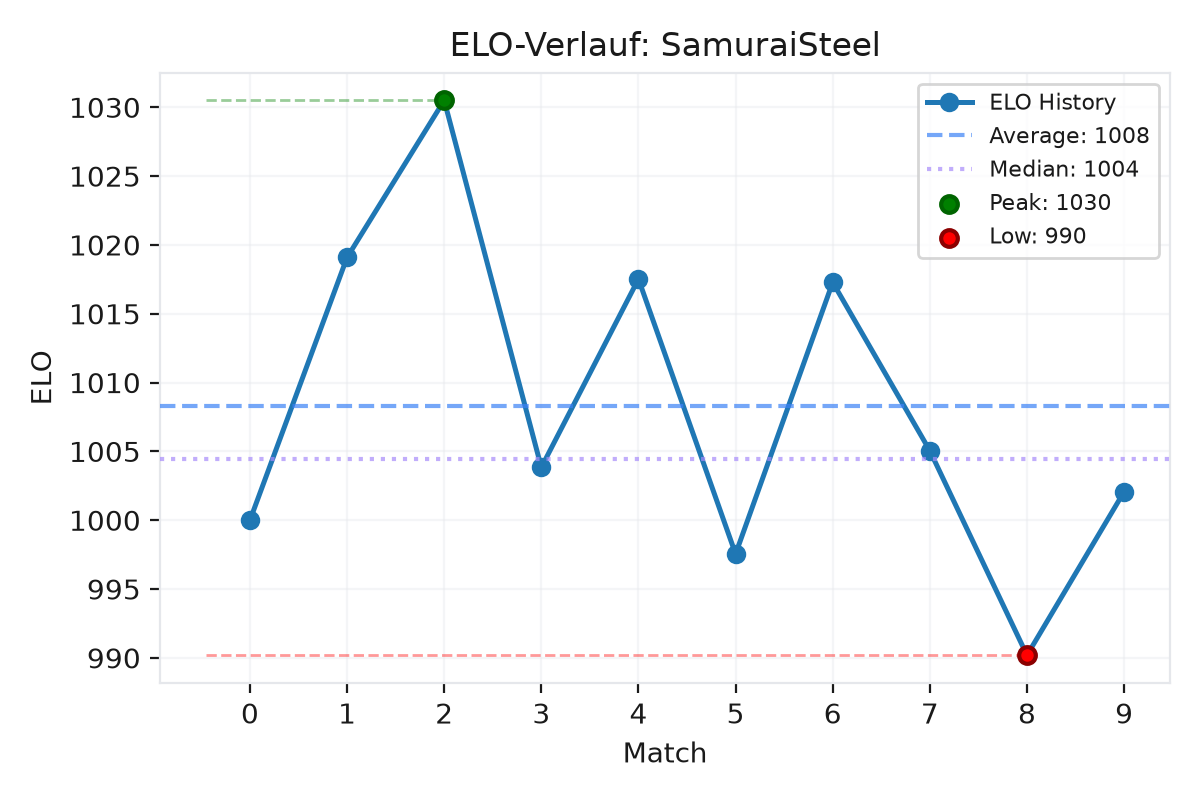 ELO-Verlauf: SamuraiSteel
ELO History
Average: 1008
Median: 1004
Peak: 1030
Low: 990
ELO
1030
1025
1020
1015
1010
1005
1000
995
990
0 1 2 3 4 5 6 7 8 9
Match